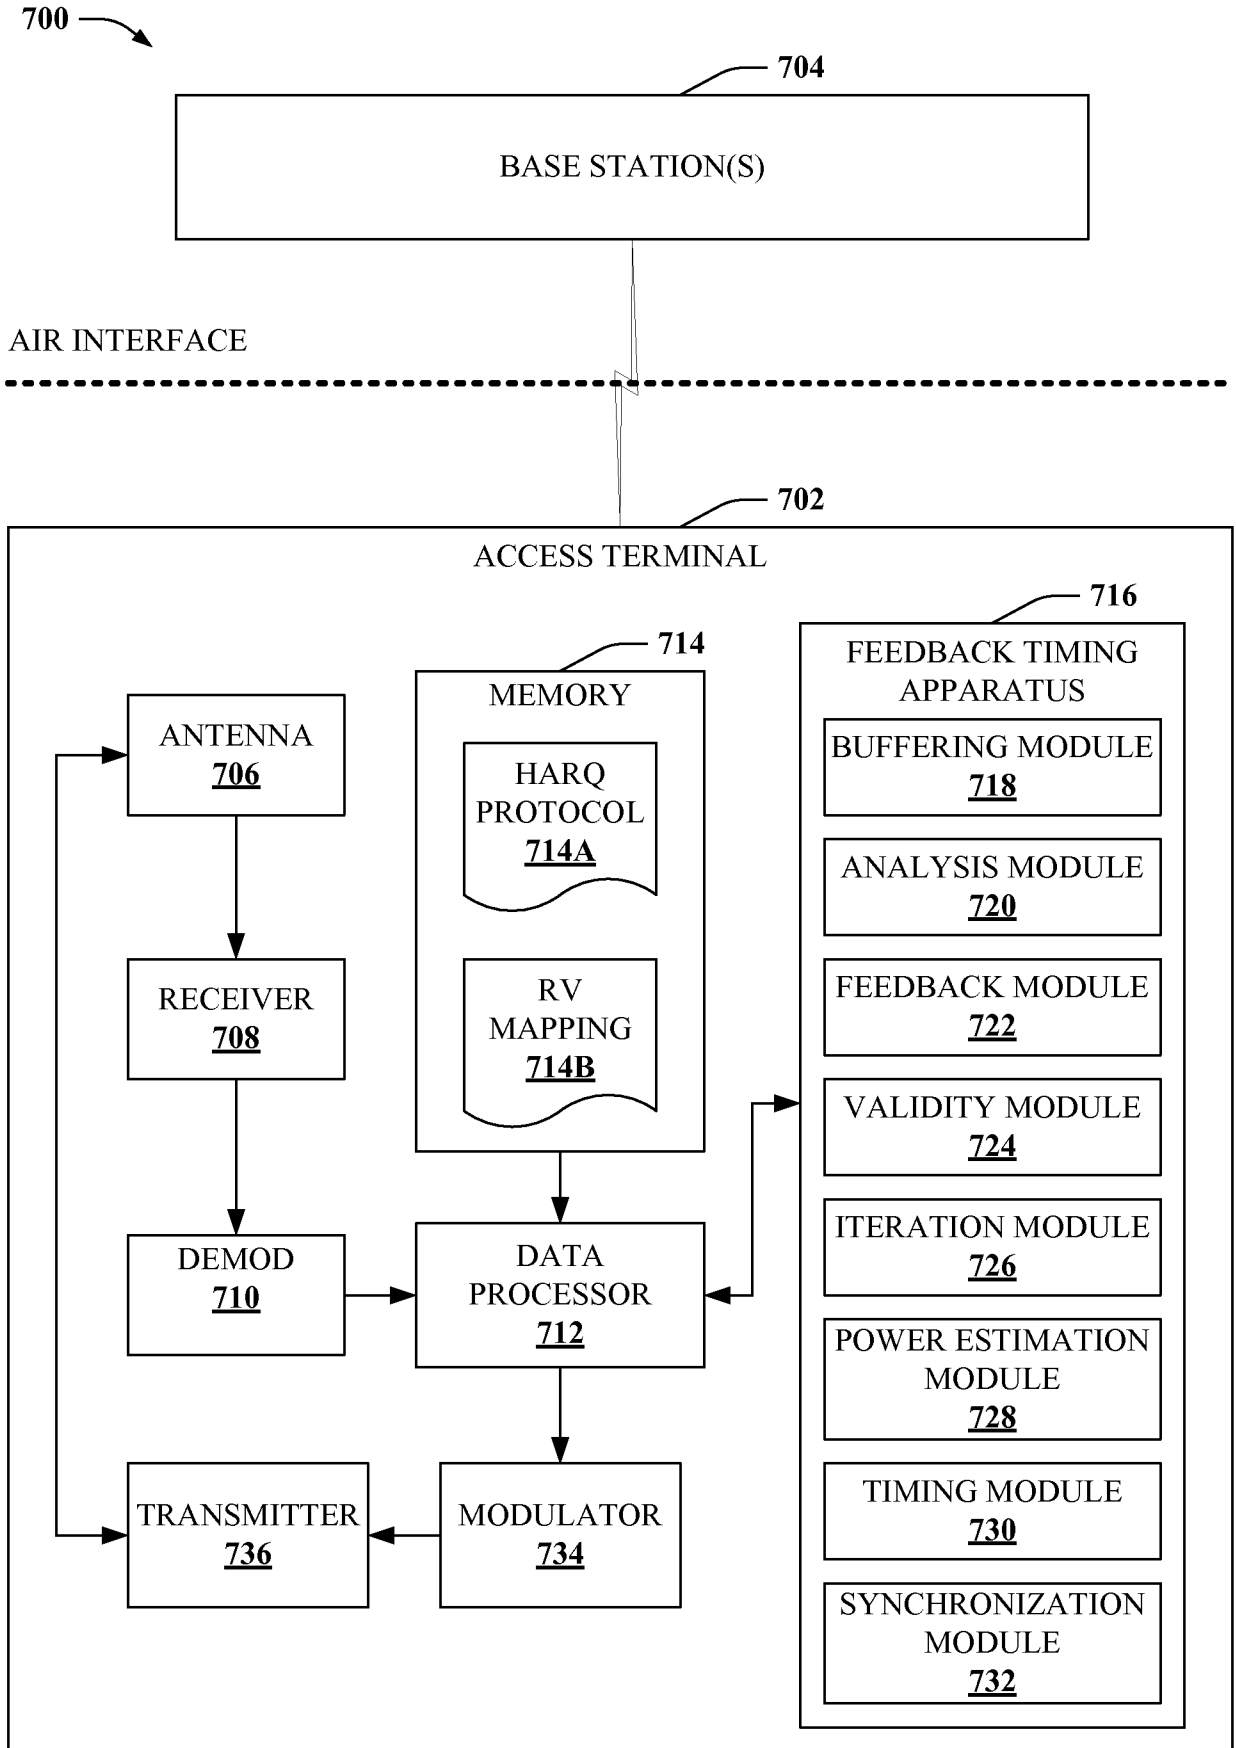 700
704
BASE STATION(S)
AIR INTERFACE
702
ACCESS TERMINAL
716
714
FEEDBACK TIMING
APPARATUS
MEMORY
ANTENNA
706
HARQ
PROTOCOL
714A
BUFFERING MODULE
718
ANALYSIS MODULE
720
RECEIVER
708
RV
MAPPING
714B
FEEDBACK MODULE
722
VALIDITY MODULE
724
ITERATION MODULE
726
DEMOD
710
DATA
PROCESSOR
712
POWER ESTIMATION
MODULE
728
TRANSMITTER
736
MODULATOR
734
TIMING MODULE
730
SYNCHRONIZATION
MODULE
732